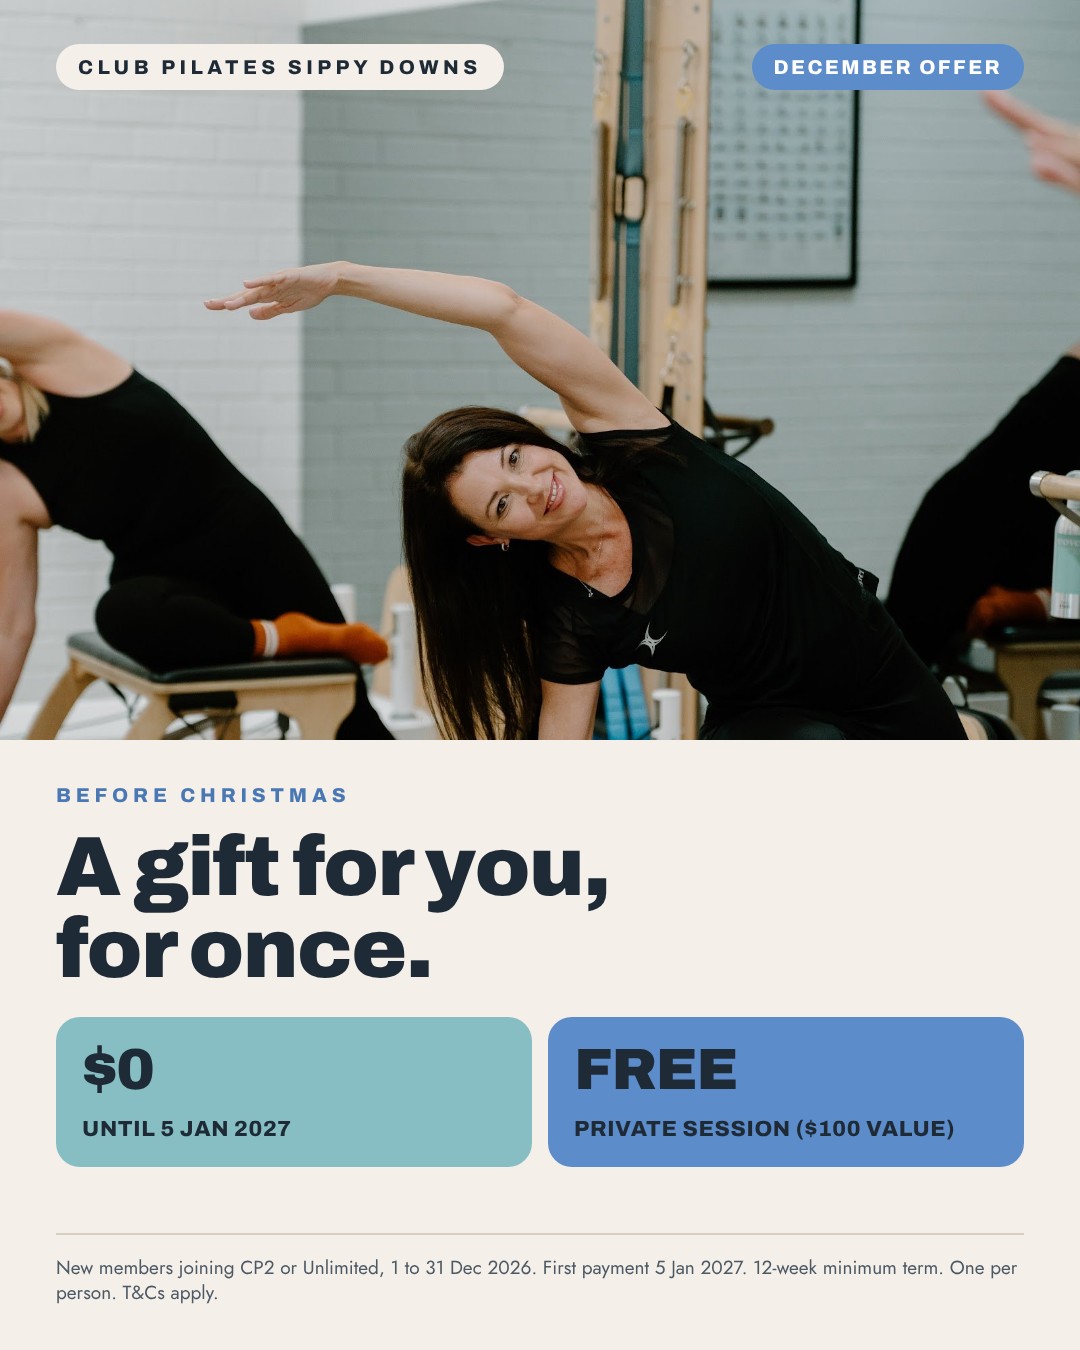 CLUB PILATES SIPPY DOWNS
DECEMBER OFFER
BEFORE CHRISTMAS
A gift for you,
for once.
$0
UNTIL 5 JAN 2027
FREE
PRIVATE SESSION ($100 VALUE)
New members joining CP2 or Unlimited, 1 to 31 Dec 2026. First payment 5 Jan 2027. 12-week minimum term. One per
person. T&Cs apply.